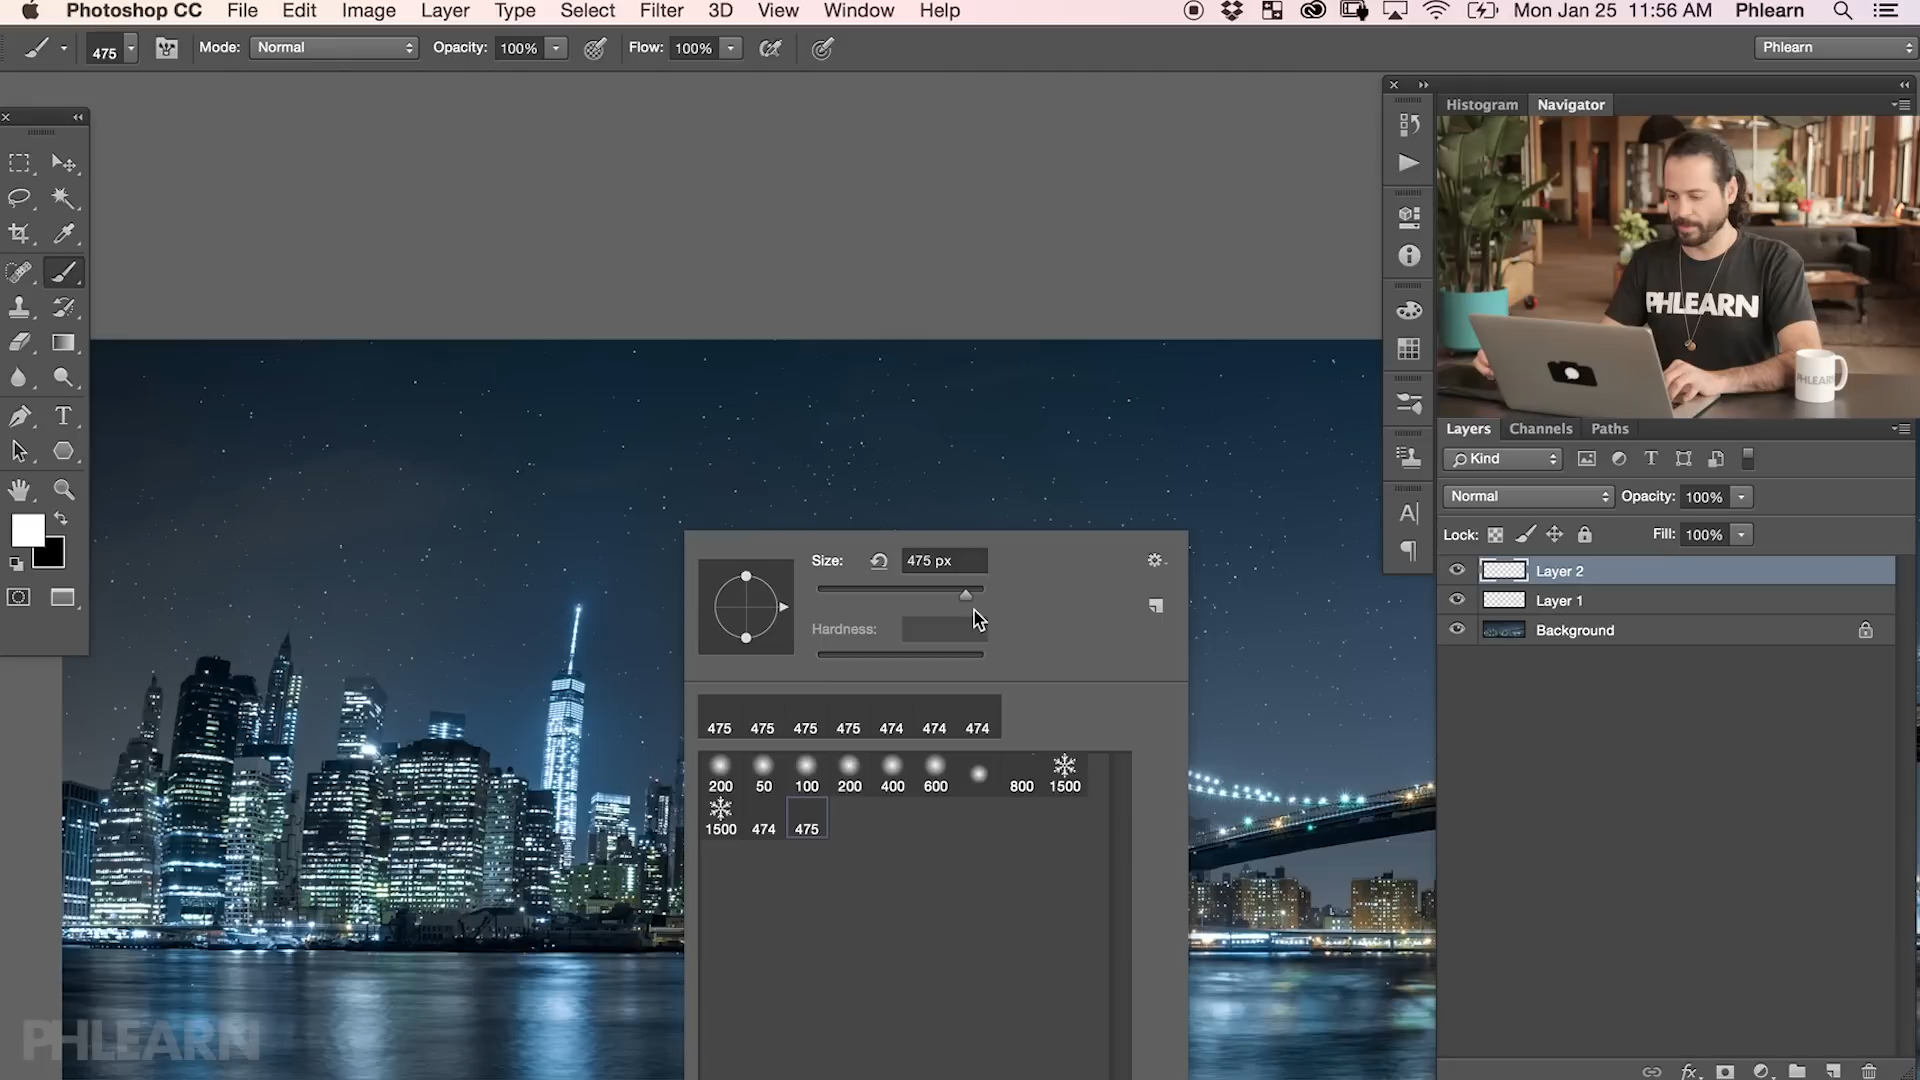 Photoshop CC File Edit Image Layer Type Select Filter 3D View Window Help Mon Jan 25 11:56 AM Phlearn
475 Mode: Normal Opacity: 100% Flow: 100% Phlearn
Histogram Navigator
PHLEARN
PHLEARN
Layers Channels Paths
Kind
Normal Opacity: 100%
Lock: Fill: 100%
Layer 2
Layer 1
Background
Size: 475 px
Hardness:
475 475 475 475 474 474 474
200 50 100 200 400 600 800 1500
1500 474 475
PHLEARN